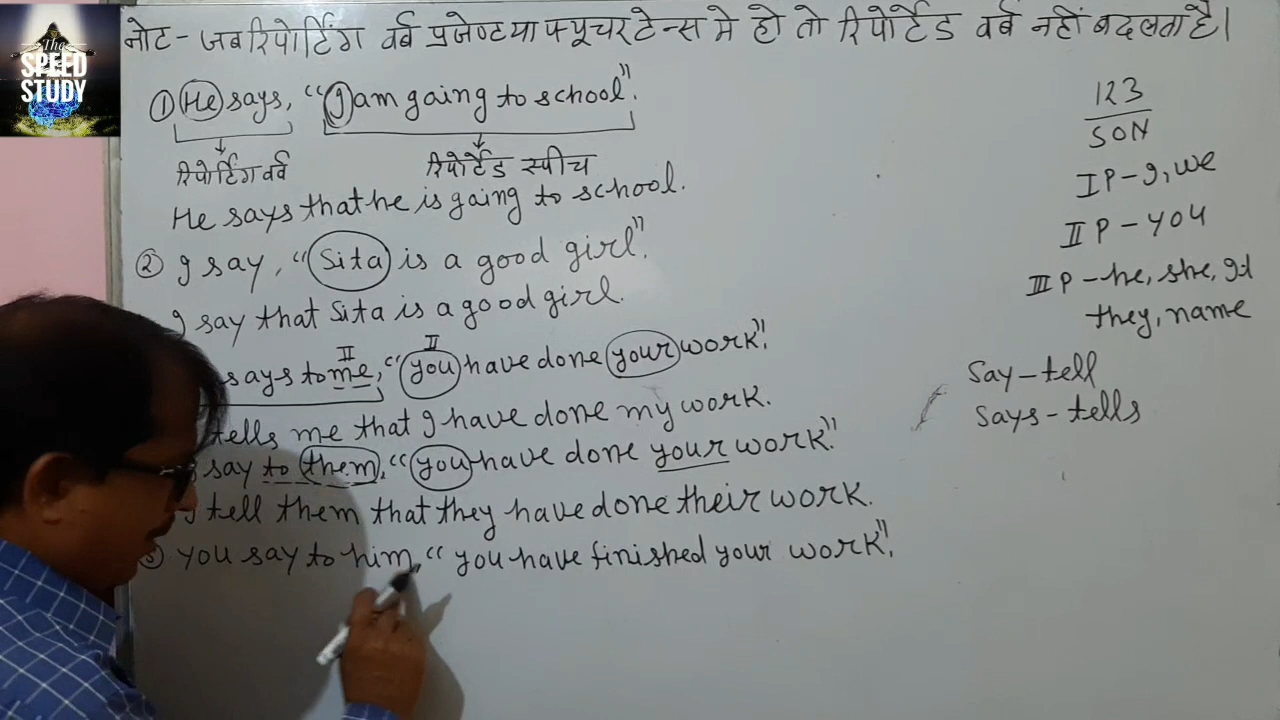 नोट - जब रिपोर्टिंग वर्ब प्रजेण्ट या फ्यूचर टेन्स मे हो तो रिपोर्टेड वर्ब नहीं बदलता है।
The SPEED STUDY
① He says, "I am gaing to school".
रिपोर्टिंग वर्ब रिपोर्टेड स्पीच
He says that he is gaing to school.
② I say, "Sita is a good girl".
I say that Sita is a good girl.
II II
says to me, "you have done your work".
tells me that I have done my work.
say to them, "you have done your work".
tell them that they have done their work.
you say to him, "you have finished your work".
123
SON
I P - I, we
II P - you
III P - he, she, It
they, name
Say - tell
Says - tells